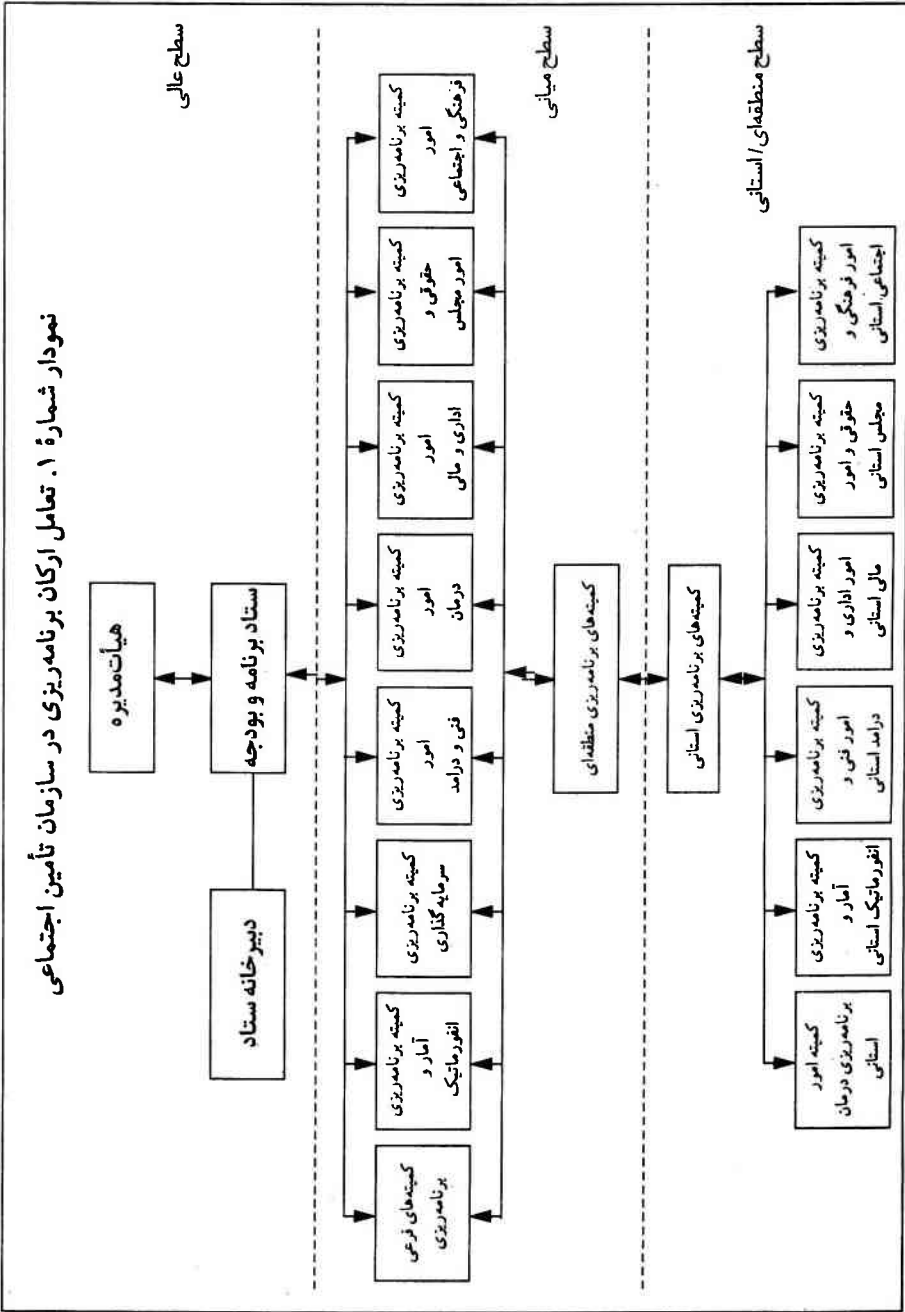 نمودار شمارهٔ ۱. تعامل ارکان برنامه‌ریزی در سازمان تأمین اجتماعی
سطح عالی
هیأت‌مدیره
ستاد برنامه و بودجه
دبیرخانه ستاد
سطح میانی
کمیته برنامه‌ریزی
امور
فرهنگی و اجتماعی
کمیته برنامه‌ریزی
حقوقی و
امور مجلس
کمیته برنامه‌ریزی
امور
اداری و مالی
کمیته برنامه‌ریزی
امور
درمان
کمیته برنامه‌ریزی
امور
فنی و درامد
کمیته برنامه‌ریزی
سرمایه گذاری
کمیته برنامه‌ریزی
آمار و
انفورماتیک
کمیته‌های فرعی
برنامه‌ریزی
کمیته‌های برنامه‌ریزی منطقه‌ای
سطح منطقه‌ای/استانی
کمیته‌های برنامه‌ریزی استانی
کمیته برنامه‌ریزی
امور فرهنگی و
اجتماعی استانی
کمیته برنامه‌ریزی
حقوقی و امور
مجلس استانی
کمیته برنامه‌ریزی
امور اداری و
مالی استانی
کمیته برنامه‌ریزی
امور فنی و
درامد استانی
کمیته برنامه‌ریزی
آمار و
انفورماتیک استانی
کمیته امور
برنامه‌ریزی درمان
استانی